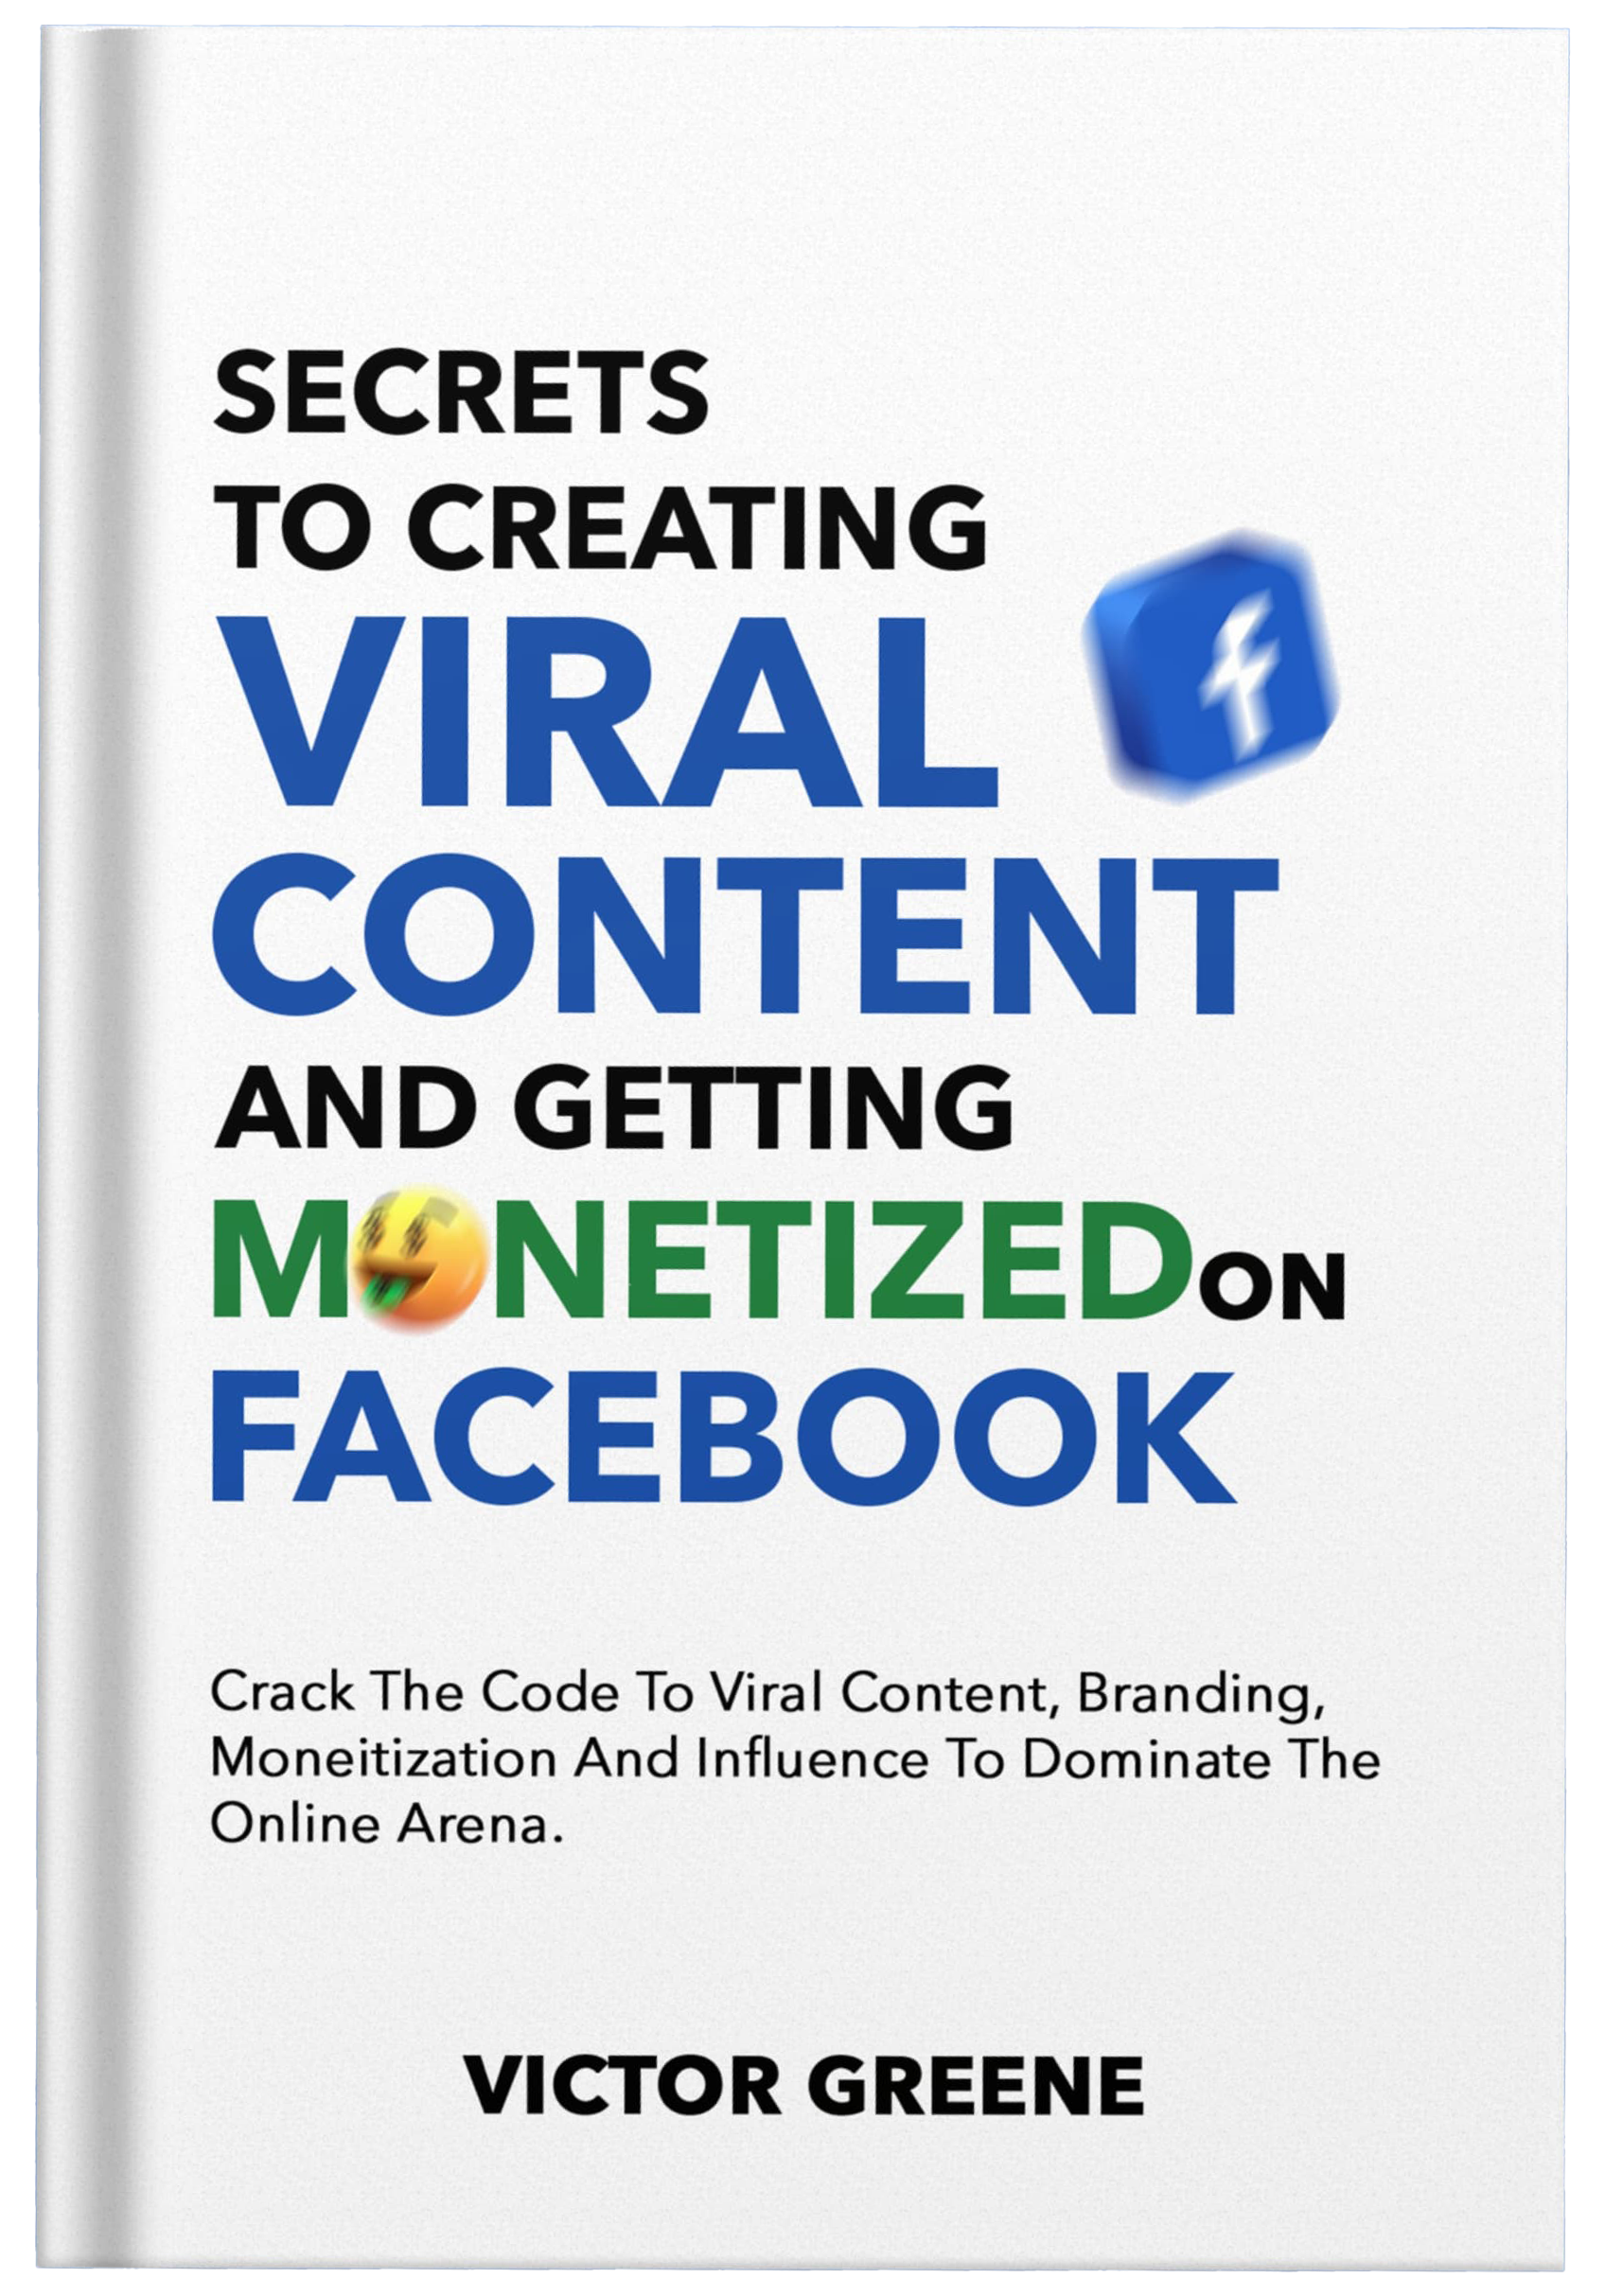 SECRETS
TO CREATING
VIRAL
CONTENT
AND GETTING
M🤑NETIZED ON
FACEBOOK
Crack The Code To Viral Content, Branding,
Moneitization And Influence To Dominate The
Online Arena.
VICTOR GREENE